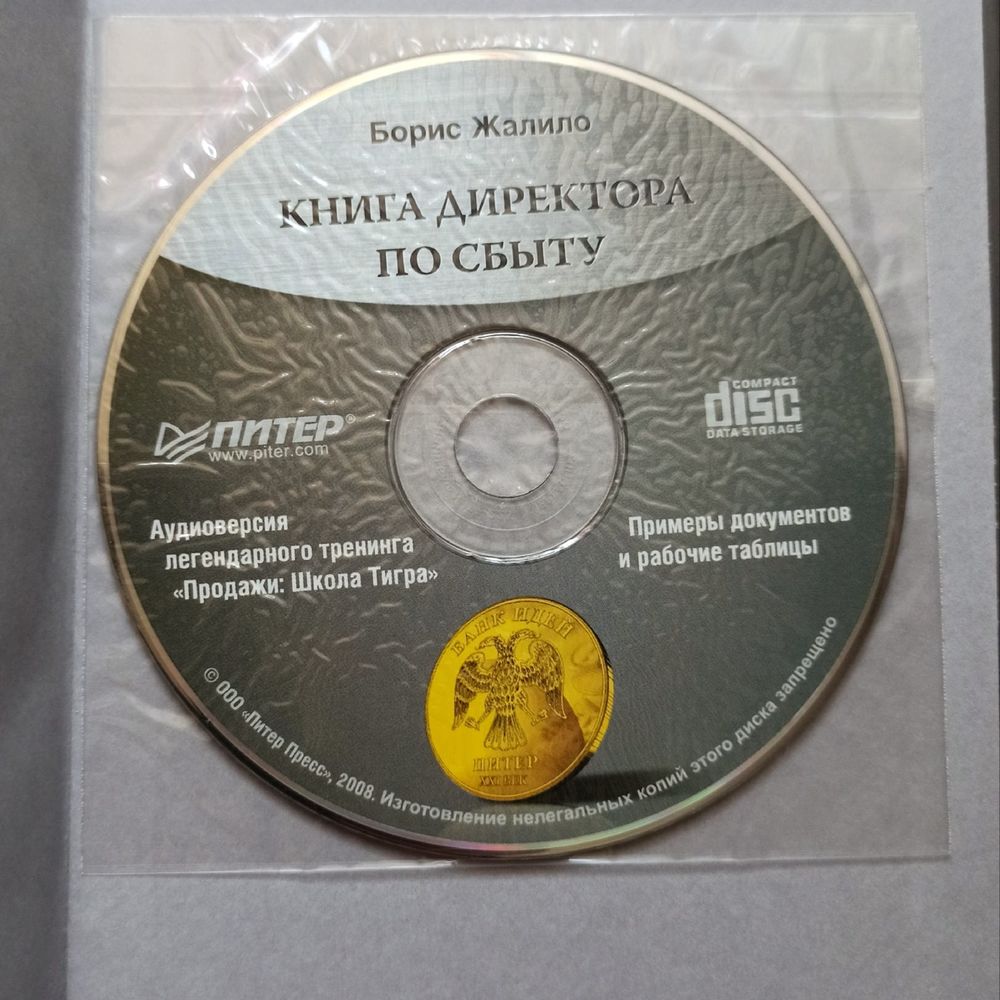 Борис Жалило
КНИГА ДИРЕКТОРА
ПО СБЫТУ
ПИТЕР®
www.piter.com
COMPACT
disc
DATA STORAGE
Аудиоверсия
легендарного тренинга
«Продажи: Школа Тигра»
Примеры документов
и рабочие таблицы
БАНК ИДЕЙ
ПИТЕР
XXI ВЕК
© ООО «Питер Пресс», 2008. Изготовление нелегальных копий этого диска запрещено